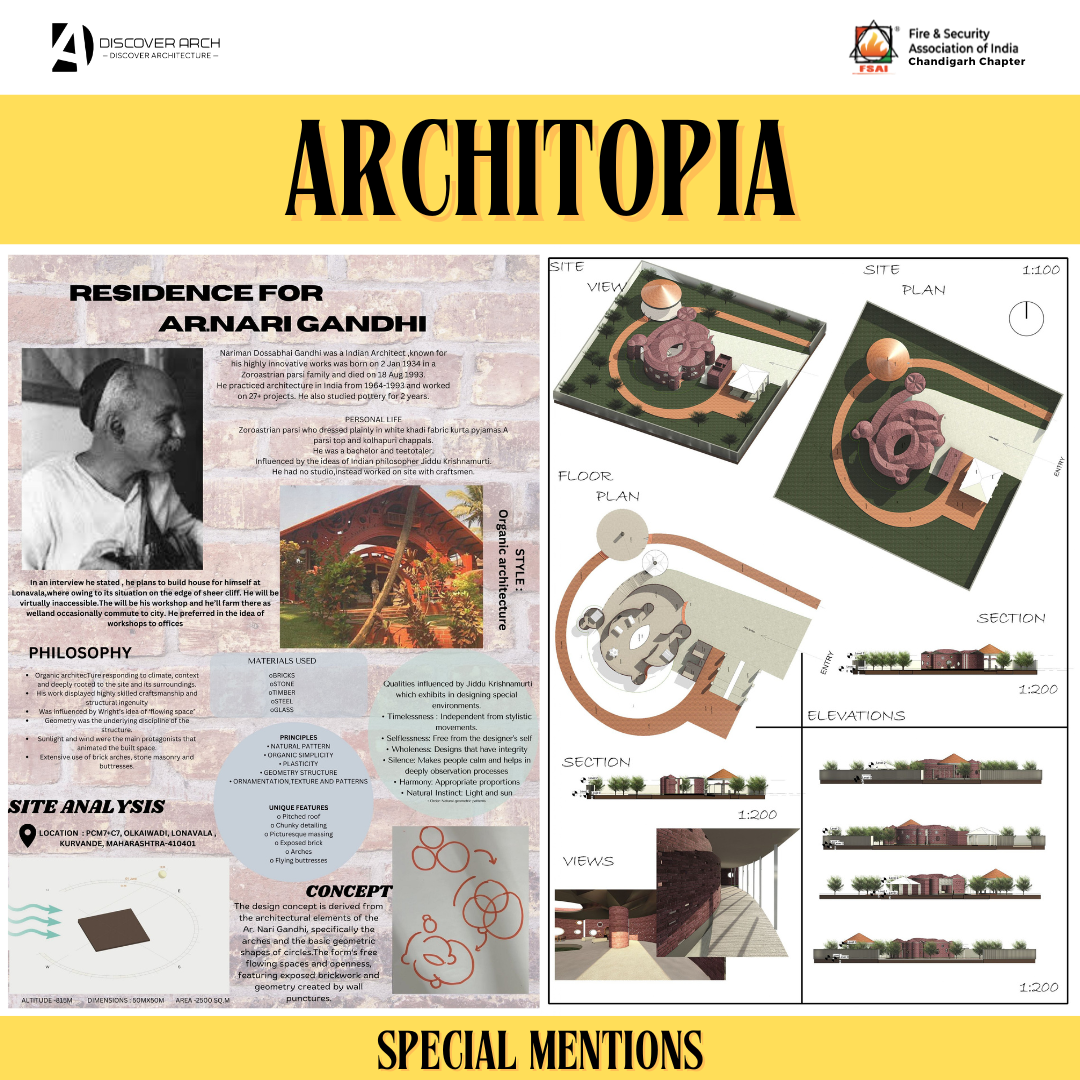 DISCOVER ARCH
– DISCOVER ARCHITECTURE –
Fire & Security
Association of India
Chandigarh Chapter
FSAI
ARCHITOPIA
RESIDENCE FOR
AR.NARI GANDHI
Nariman Dossabhai Gandhi was a Indian Architect ,known for
his highly innovative works was born on 2 Jan 1934 in a
Zoroastrian parsi family and died on 18 Aug 1993.
He practiced architecture in India from 1964-1993 and worked
on 27+ projects. He also studied pottery for 2 years.
PERSONAL LIFE
Zoroastrian parsi who dressed plainly in white khadi fabric kurta pyjamas.A
parsi top and kolhapuri chappals.
He was a bachelor and teetotaler.
Influenced by the ideas of Indian philosopher Jiddu Krishnamurti.
He had no studio,instead worked on site with craftsmen.
STYLE :
Organic architecture
In an interview he stated , he plans to build house for himself at
Lonavala,where owing to its situation on the edge of sheer cliff. He will be
virtually inaccessible.The will be his workshop and he'll farm there as
welland occasionally commute to city. He preferred in the idea of
workshops to offices
PHILOSOPHY
• Organic architecTure responding to climate, context
and deeply rooted to the site and its surroundings.
• His work displayed highly skilled craftsmanship and
structural ingenuity
• Was influenced by Wright's idea of 'flowing space'
• Geometry was the underlying discipline of the
structure.
• Sunlight and wind were the main protagonists that
animated the built space.
• Extensive use of brick arches, stone masonry and
buttresses.
MATERIALS USED
oBRICKS
oSTONE
oTIMBER
oSTEEL
oGLASS
PRINCIPLES
• NATURAL PATTERN
• ORGANIC SIMPLICITY
• PLASTICITY
• GEOMETRY STRUCTURE
• ORNAMENTATION,TEXTURE AND PATTERNS
UNIQUE FEATURES
o Pitched roof
o Chunky detailing
o Picturesque massing
o Exposed brick
o Arches
o Flying buttresses
Qualities influenced by Jiddu Krishnamurti
which exhibits in designing special
environments.
• Timelessness : Independent from stylistic
movements.
• Selflessness: Free from the designer's self
• Wholeness: Designs that have integrity
• Silence: Makes people calm and helps in
deeply observation processes
• Harmony: Appropriate proportions
• Natural Instinct: Light and sun
SITE ANALYSIS
LOCATION : PCM7+C7, OLKAIWADI, LONAVALA ,
KURVANDE, MAHARASHTRA-410401
ALTITUDE -815M DIMENSIONS : 50MX50M AREA -2500 SQ.M
CONCEPT
The design concept is derived from
the architectural elements of the
Ar. Nari Gandhi, specifically the
arches and the basic geometric
shapes of circles.The form's free
flowing spaces and openness,
featuring exposed brickwork and
geometry created by wall
punctures.
SITE
VIEW
SITE
PLAN
1:100
ENTRY
FLOOR
PLAN
ENTRY
SECTION
1:200
ELEVATIONS
SECTION
1:200
VIEWS
1:200
SPECIAL MENTIONS